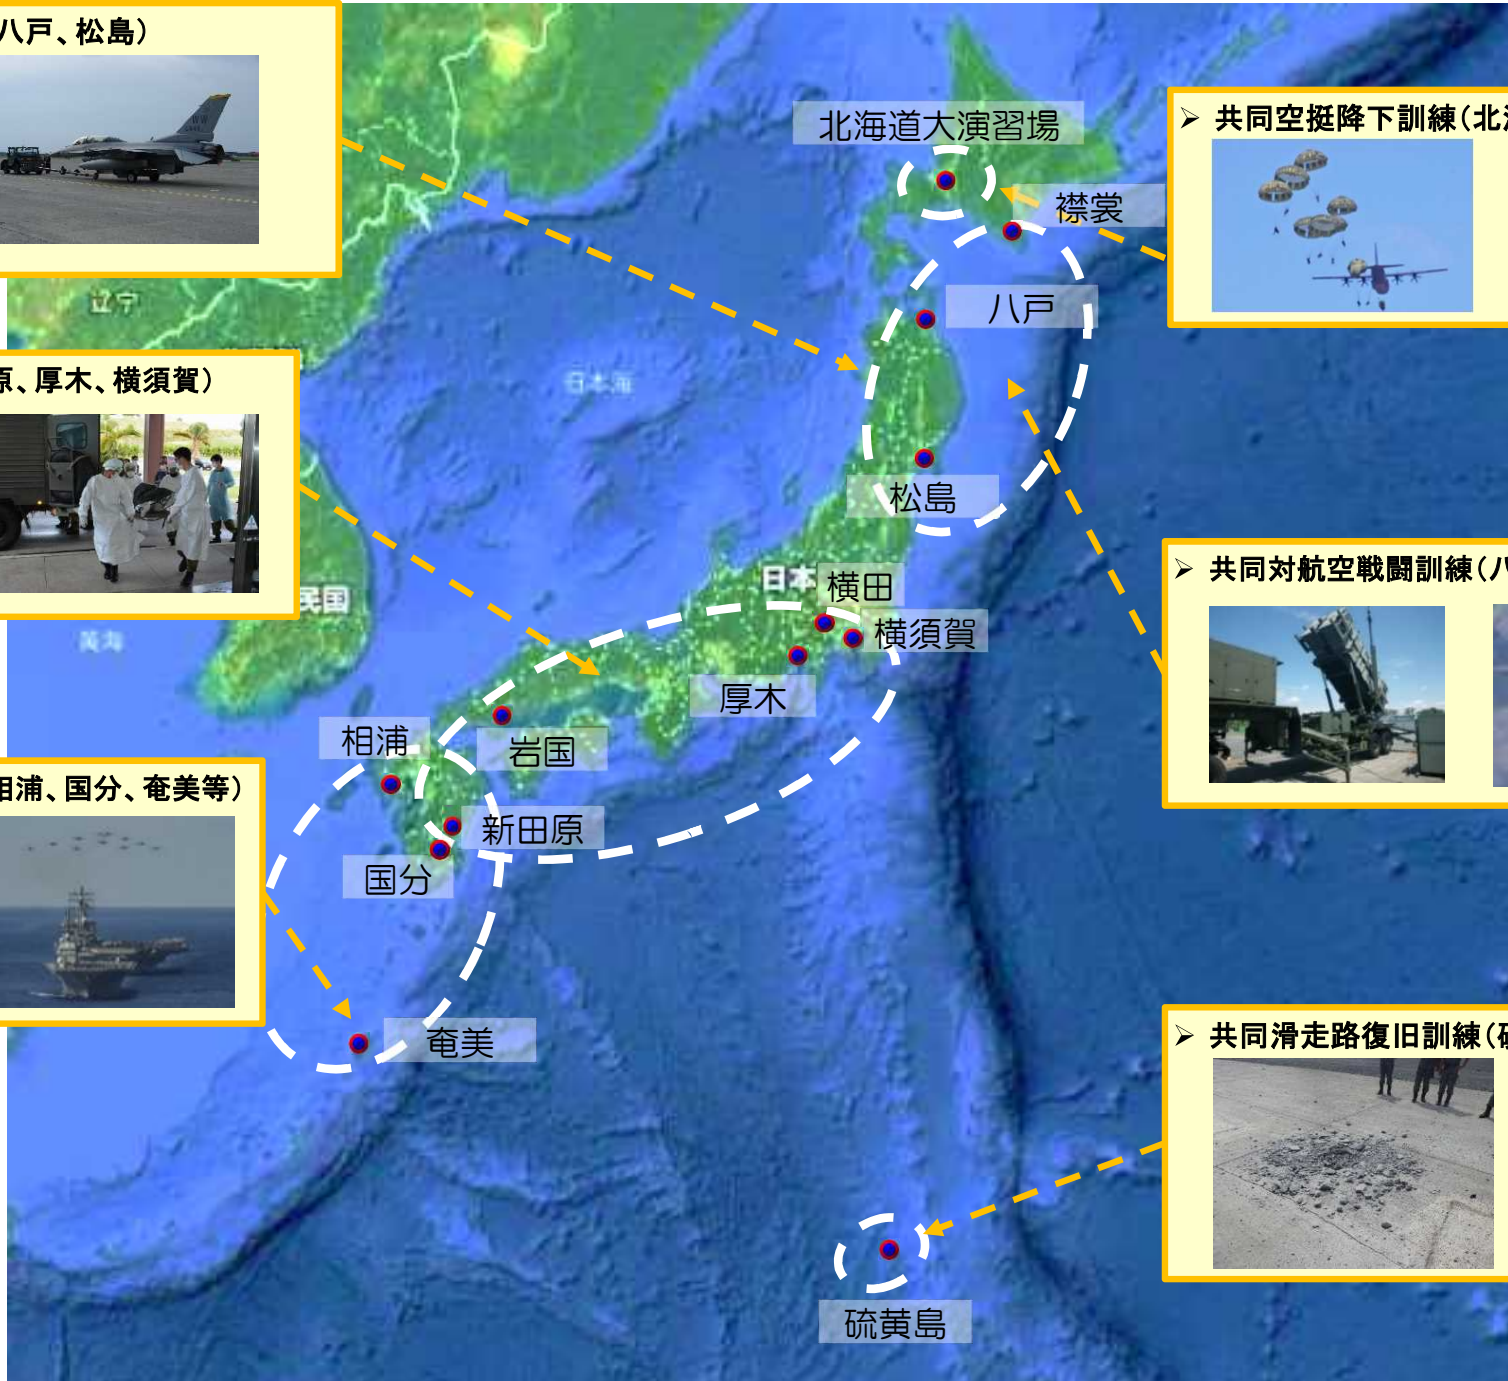 八戸、松島）
北海道大演習場
➢ 共同空挺降下訓練（北海
襟裳
八戸
辽宁
日本海
原、厚木、横須賀）
松島
➢ 共同対航空戦闘訓練（八
日本
横田
民国
横須賀
黄海
厚木
相浦
岩国
相浦、国分、奄美等）
新田原
国分
奄美
➢ 共同滑走路復旧訓練（硫
硫黄島